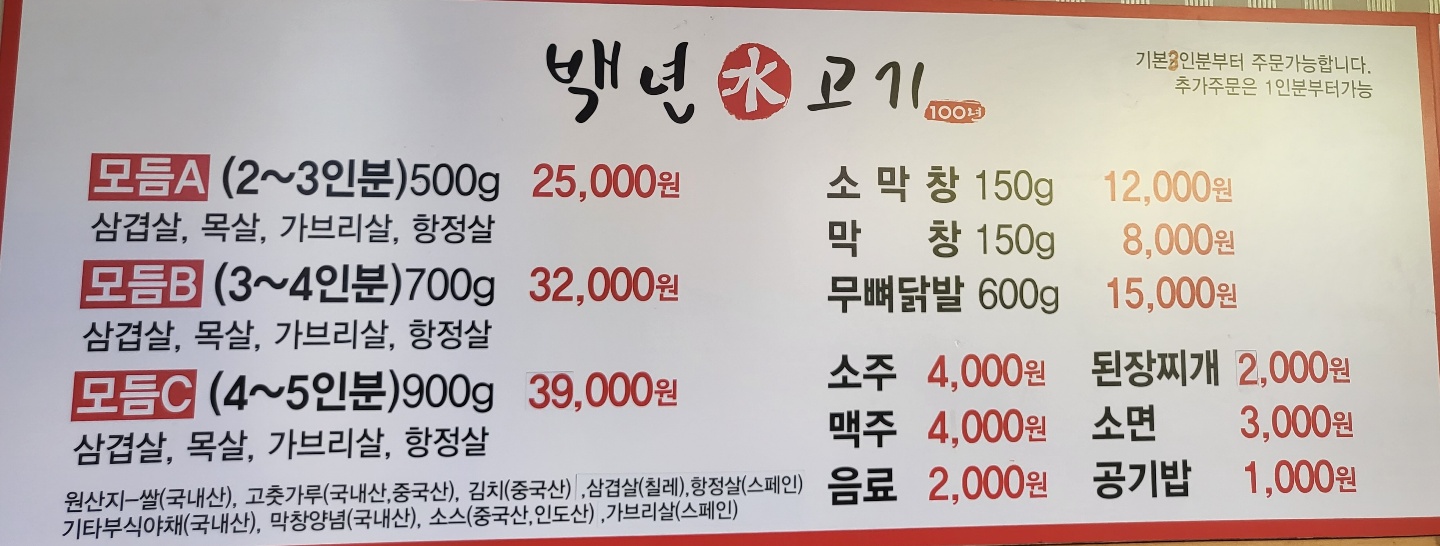 백년 水 고기 100년
기본3인분부터 주문가능합니다.
추가주문은 1인분부터가능
모듬A (2~3인분)500g 25,000원
삼겹살, 목살, 가브리살, 항정살
모듬B (3~4인분)700g 32,000원
삼겹살, 목살, 가브리살, 항정살
모듬C (4~5인분)900g 39,000원
삼겹살, 목살, 가브리살, 항정살
원산지-쌀(국내산), 고춧가루(국내산,중국산), 김치(중국산) ,삼겹살(칠레),항정살(스페인)
기타부식야채(국내산), 막창양념(국내산), 소스(중국산,인도산) ,가브리살(스페인)
소 막 창 150g 12,000원
막 창 150g 8,000원
무뼈닭발 600g 15,000원
소주 4,000원 된장찌개 2,000원
맥주 4,000원 소면 3,000원
음료 2,000원 공기밥 1,000원